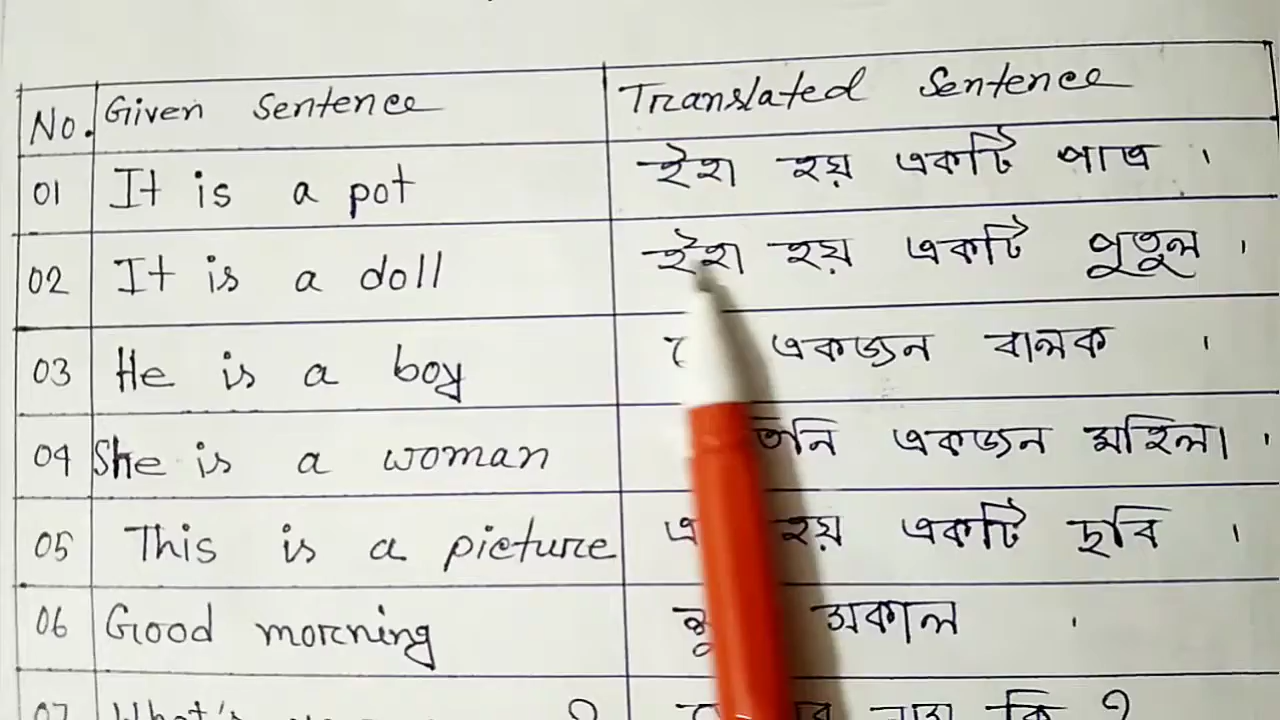 No. Given Sentence Translated Sentence
01 It is a pot ইহা হয় একটি পাত্র ।
02 It is a doll ইহা হয় একটি পুতুল ।
03 He is a boy একজন বালক ।
04 She is a woman তিনি একজন মহিলা ।
05 This is a picture হয় একটি ছবি ।
06 Good morning সকাল ।
07 What's ? নাম কি ?